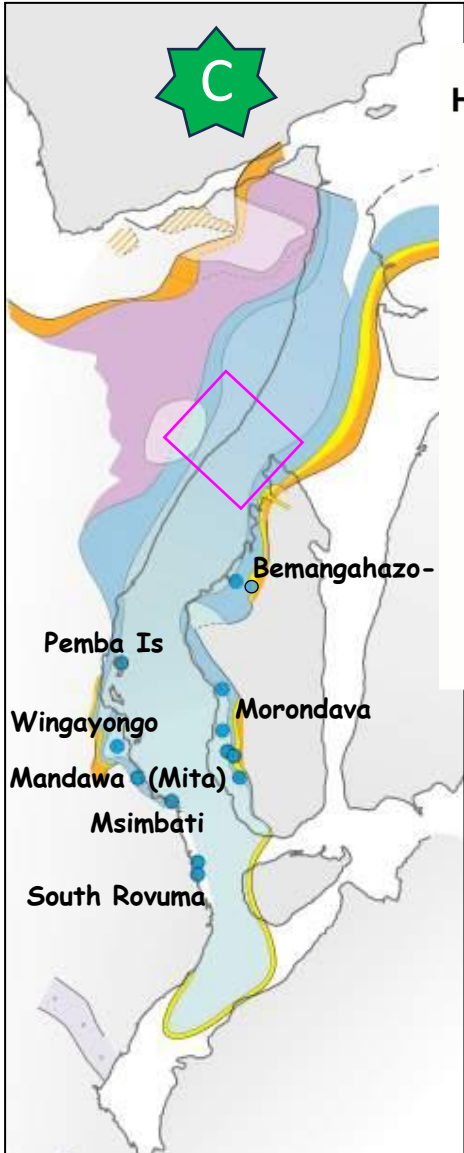 C
H
Bemangahazo-
Pemba Is
Morondava
Wingayongo
Mandawa (Mita)
Msimbati
South Rovuma